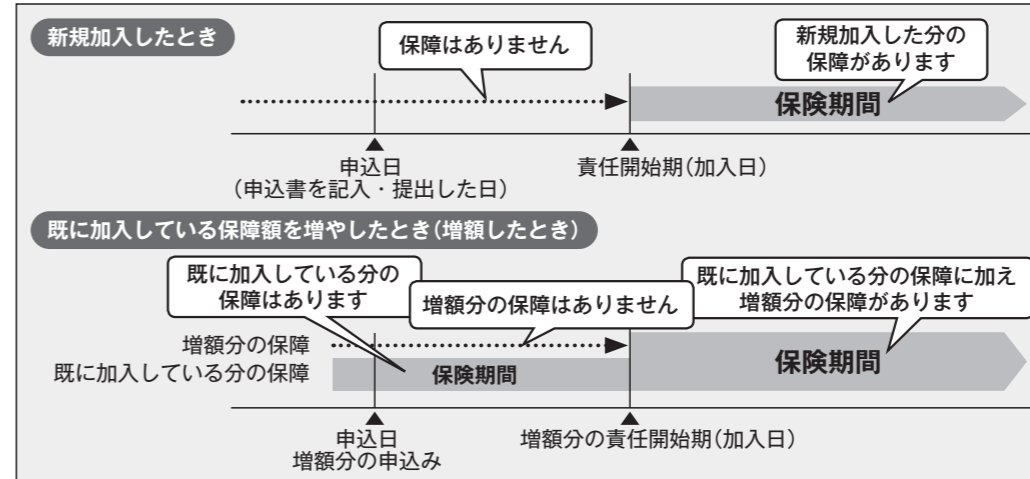 新規加入したとき
保障はありません
新規加入した分の
保障があります
保険期間
申込日
（申込書を記入・提出した日）
責任開始期（加入日）
既に加入している保障額を増やしたとき（増額したとき）
既に加入している分の
保障はあります
増額分の保障はありません
既に加入している分の保障に加え
増額分の保障があります
増額分の保障
既に加入している分の保障
保険期間
保険期間
申込日
増額分の申込み
増額分の責任開始期（加入日）